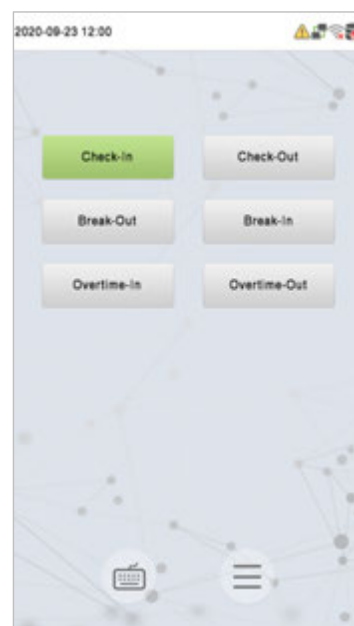 2020-09-23 12:00
Check-In
Check-Out
Break-Out
Break-In
Overtime-In
Overtime-Out